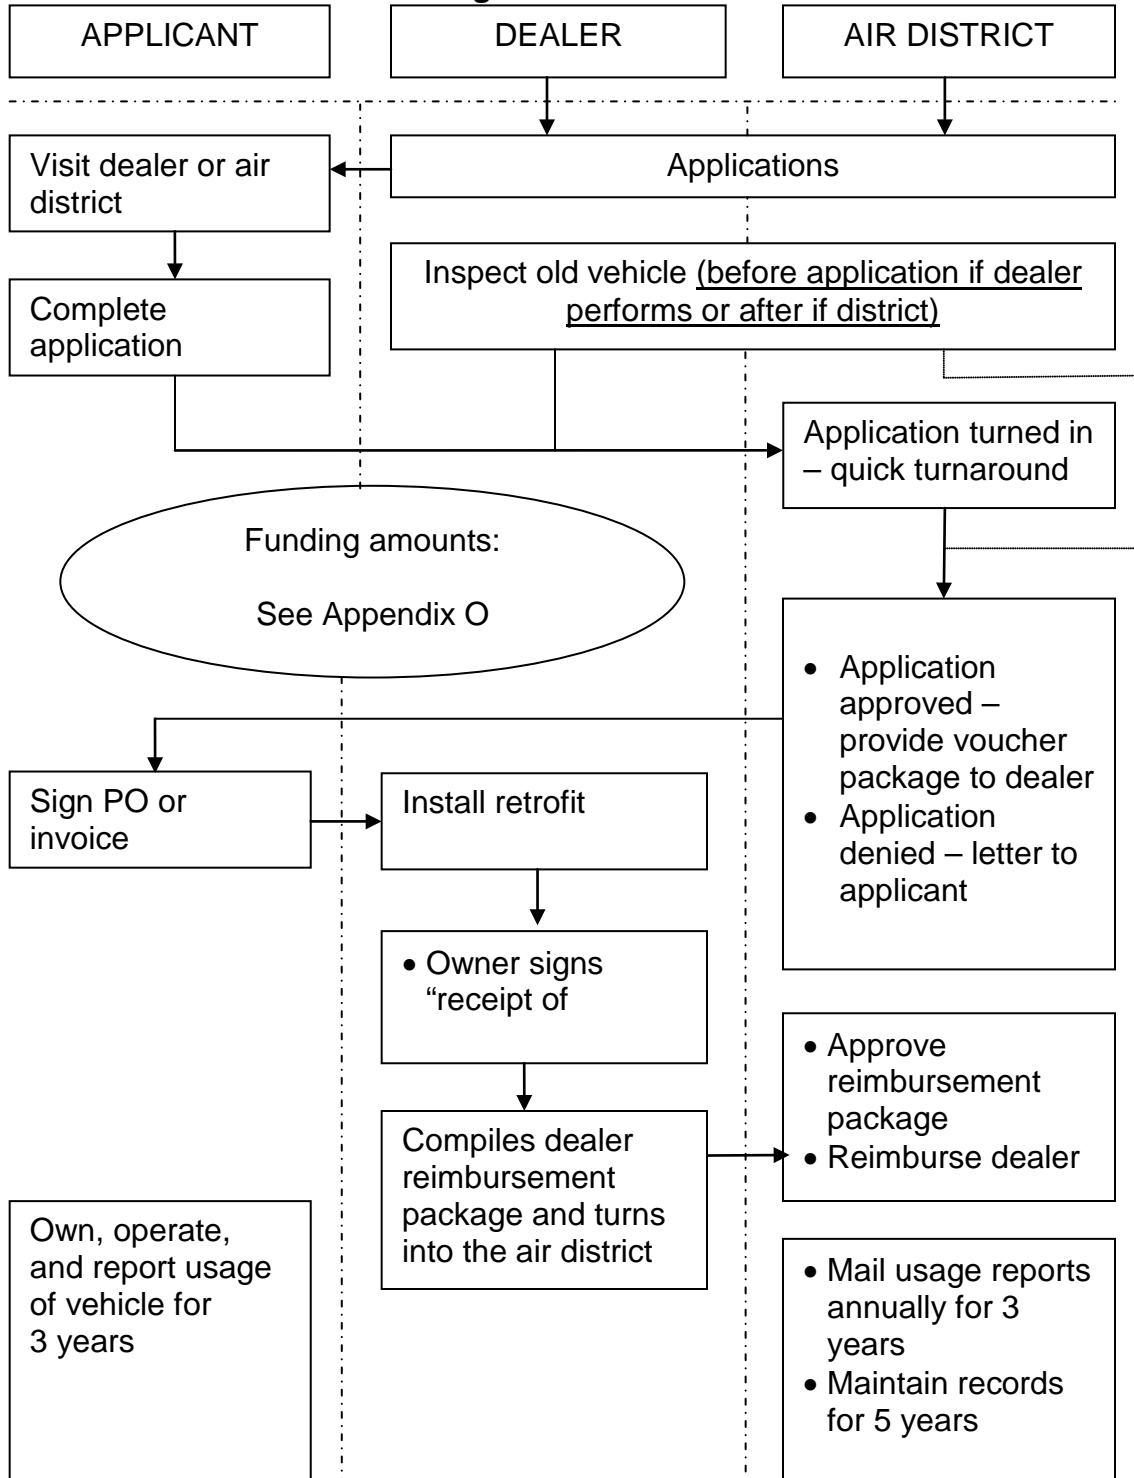 APPLICANT
DEALER
AIR DISTRICT
Applications
Visit dealer or air
district
Inspect old vehicle (before application if dealer
performs or after if district)
Complete
application
Application turned in
– quick turnaround
Funding amounts:
See Appendix O
• Application
approved –
provide voucher
package to dealer
• Application
denied – letter to
applicant
Sign PO or
invoice
Install retrofit
• Owner signs
“receipt of
• Approve
reimbursement
package
• Reimburse dealer
Compiles dealer
reimbursement
package and turns
into the air district
Own, operate,
and report usage
of vehicle for
3 years
• Mail usage reports
annually for 3
years
• Maintain records
for 5 years